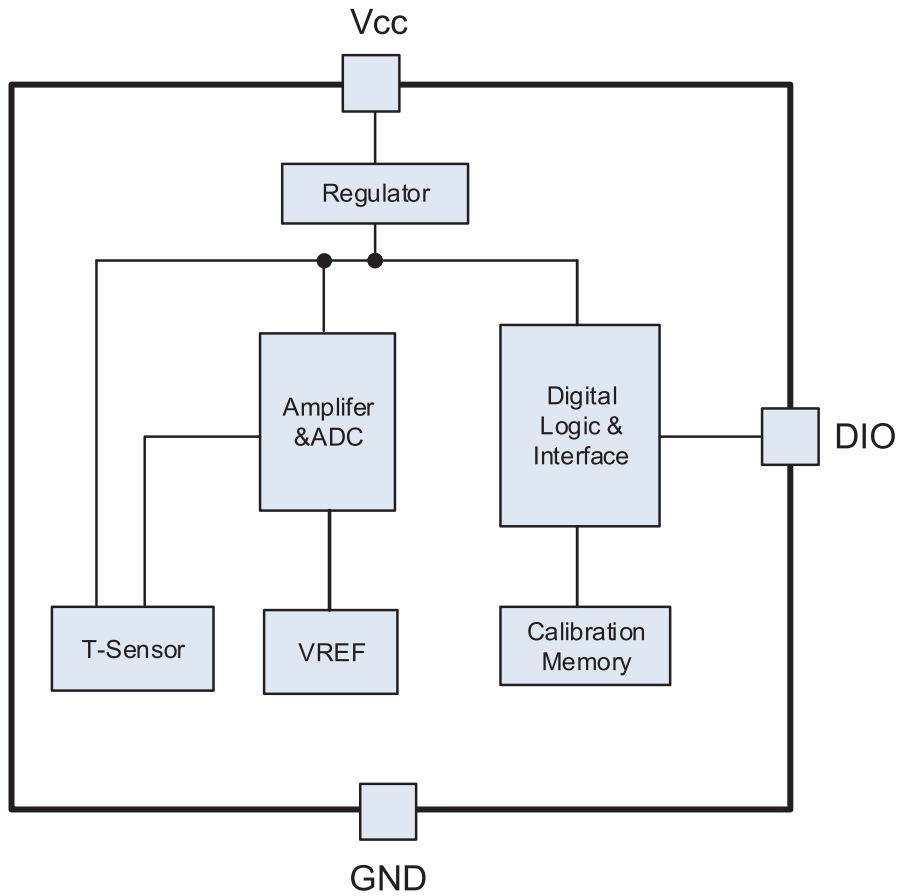 Vcc
Regulator
Amplifer
&ADC
Digital
Logic &
Interface
DIO
T-Sensor
VREF
Calibration
Memory
GND